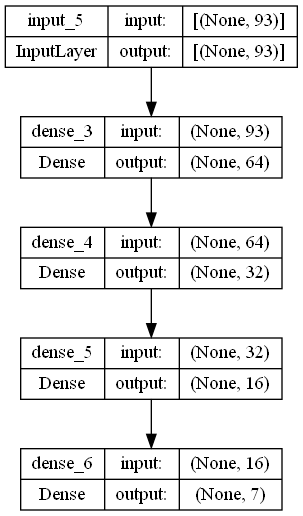 input_5 input: [(None, 93)]
InputLayer output: [(None, 93)]
dense_3 input: (None, 93)
Dense output: (None, 64)
dense_4 input: (None, 64)
Dense output: (None, 32)
dense_5 input: (None, 32)
Dense output: (None, 16)
dense_6 input: (None, 16)
Dense output: (None, 7)